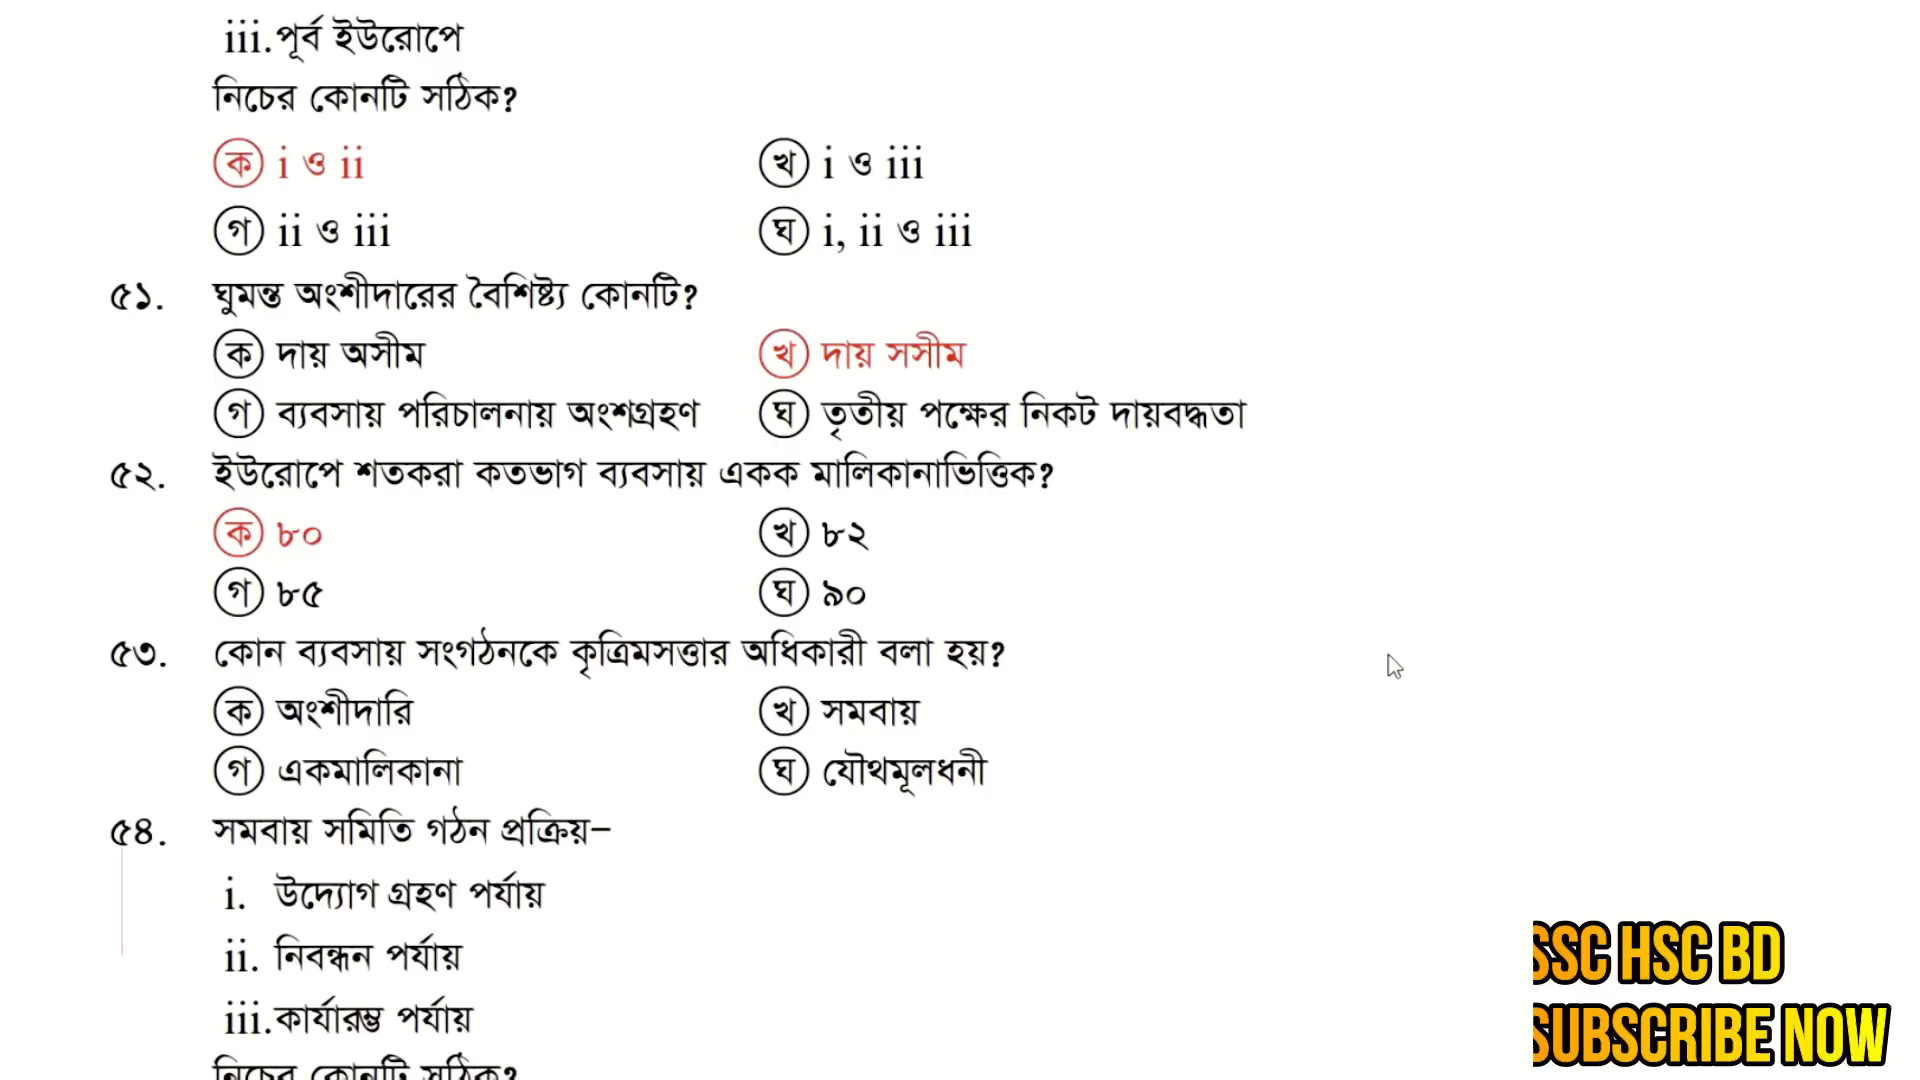 iii.পূর্ব ইউরোপে
নিচের কোনটি সঠিক?
ক i ও ii খ i ও iii
গ ii ও iii ঘ i, ii ও iii
৫১. ঘুমন্ত অংশীদারের বৈশিষ্ট্য কোনটি?
ক দায় অসীম খ দায় সসীম
গ ব্যবসায় পরিচালনায় অংশগ্রহণ ঘ তৃতীয় পক্ষের নিকট দায়বদ্ধতা
৫২. ইউরোপে শতকরা কতভাগ ব্যবসায় একক মালিকানাভিত্তিক?
ক ৮০ খ ৮২
গ ৮৫ ঘ ৯০
৫৩. কোন ব্যবসায় সংগঠনকে কৃত্রিমসত্তার অধিকারী বলা হয়?
ক অংশীদারি খ সমবায়
গ একমালিকানা ঘ যৌথমূলধনী
৫৪. সমবায় সমিতি গঠন প্রক্রিয়–
i. উদ্যোগ গ্রহণ পর্যায়
ii. নিবন্ধন পর্যায়
iii.কার্যারম্ভ পর্যায়
নিচের কোনটি সঠিক?
SSC HSC BD
SUBSCRIBE NOW